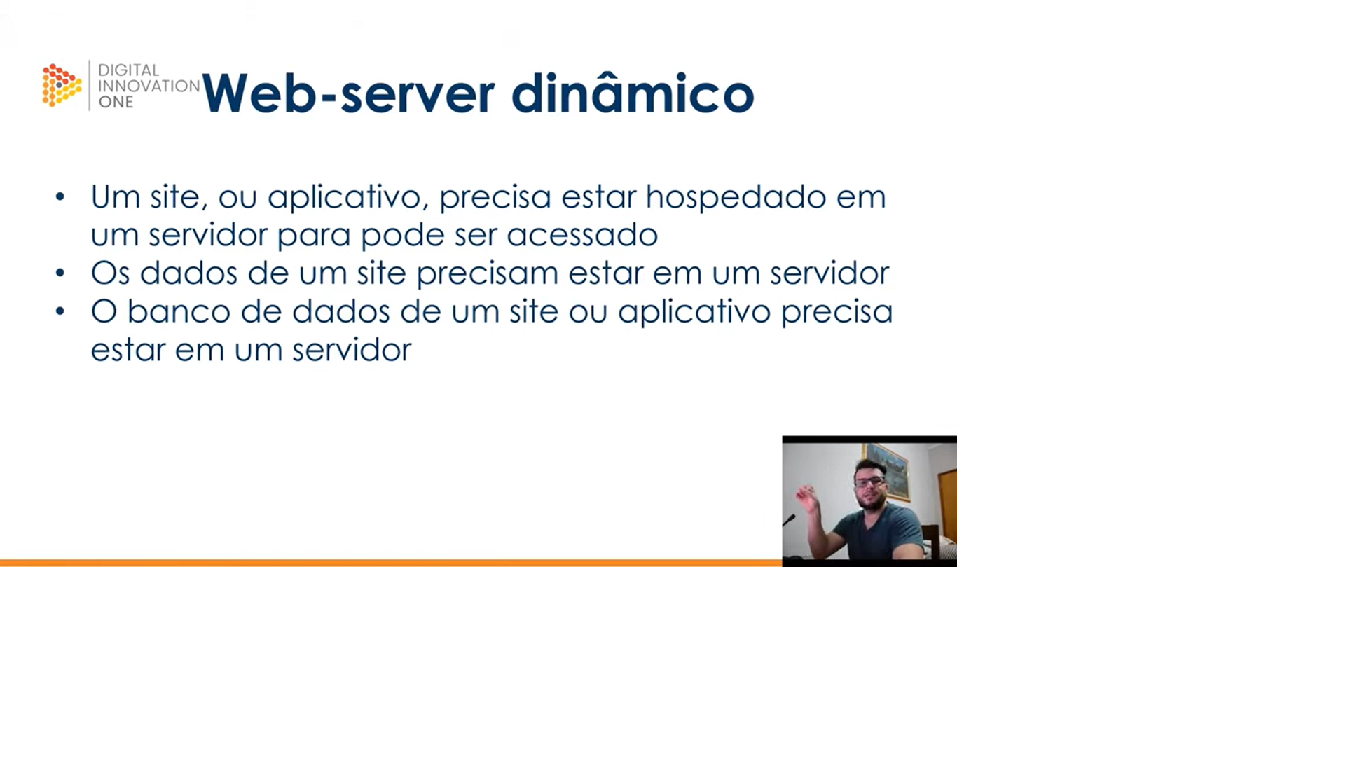 DIGITAL
INNOVATION
ONE
Web-server dinâmico
• Um site, ou aplicativo, precisa estar hospedado em
um servidor para pode ser acessado
• Os dados de um site precisam estar em um servidor
• O banco de dados de um site ou aplicativo precisa
estar em um servidor